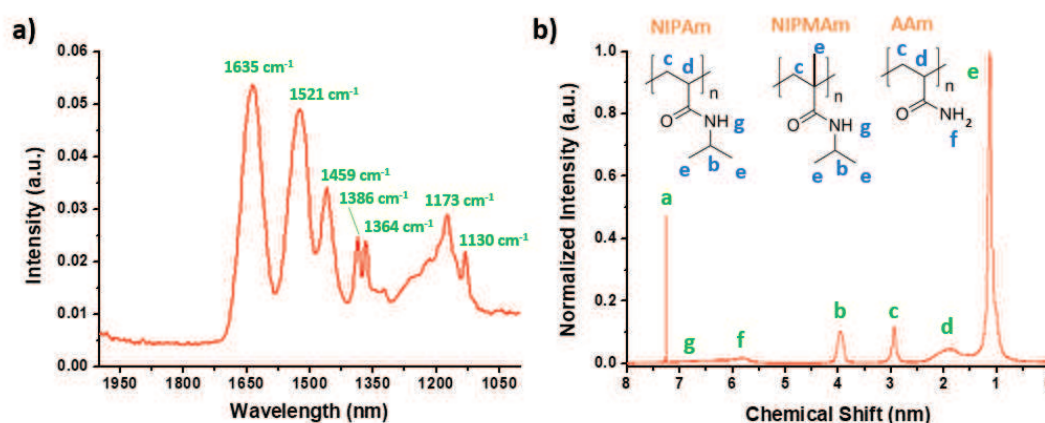 a)
0.06
0.05
0.04
0.03
0.02
0.01
0.00
Intensity (a.u.)
1635 cm⁻¹
1521 cm⁻¹
1459 cm⁻¹
1386 cm⁻¹
1364 cm⁻¹
1173 cm⁻¹
1130 cm⁻¹
1950 1800 1650 1500 1350 1200 1050
Wavelength (nm)
b)
NIPAm NIPMAm AAm
1.0
0.8
0.6
0.4
0.2
0.0
Normalized Intensity (a.u.)
c d n O NH g e b e
e c n O NH g e b e
c d n O NH₂ f
a
g
f
b
c
d
e
8 7 6 5 4 3 2 1
Chemical Shift (nm)